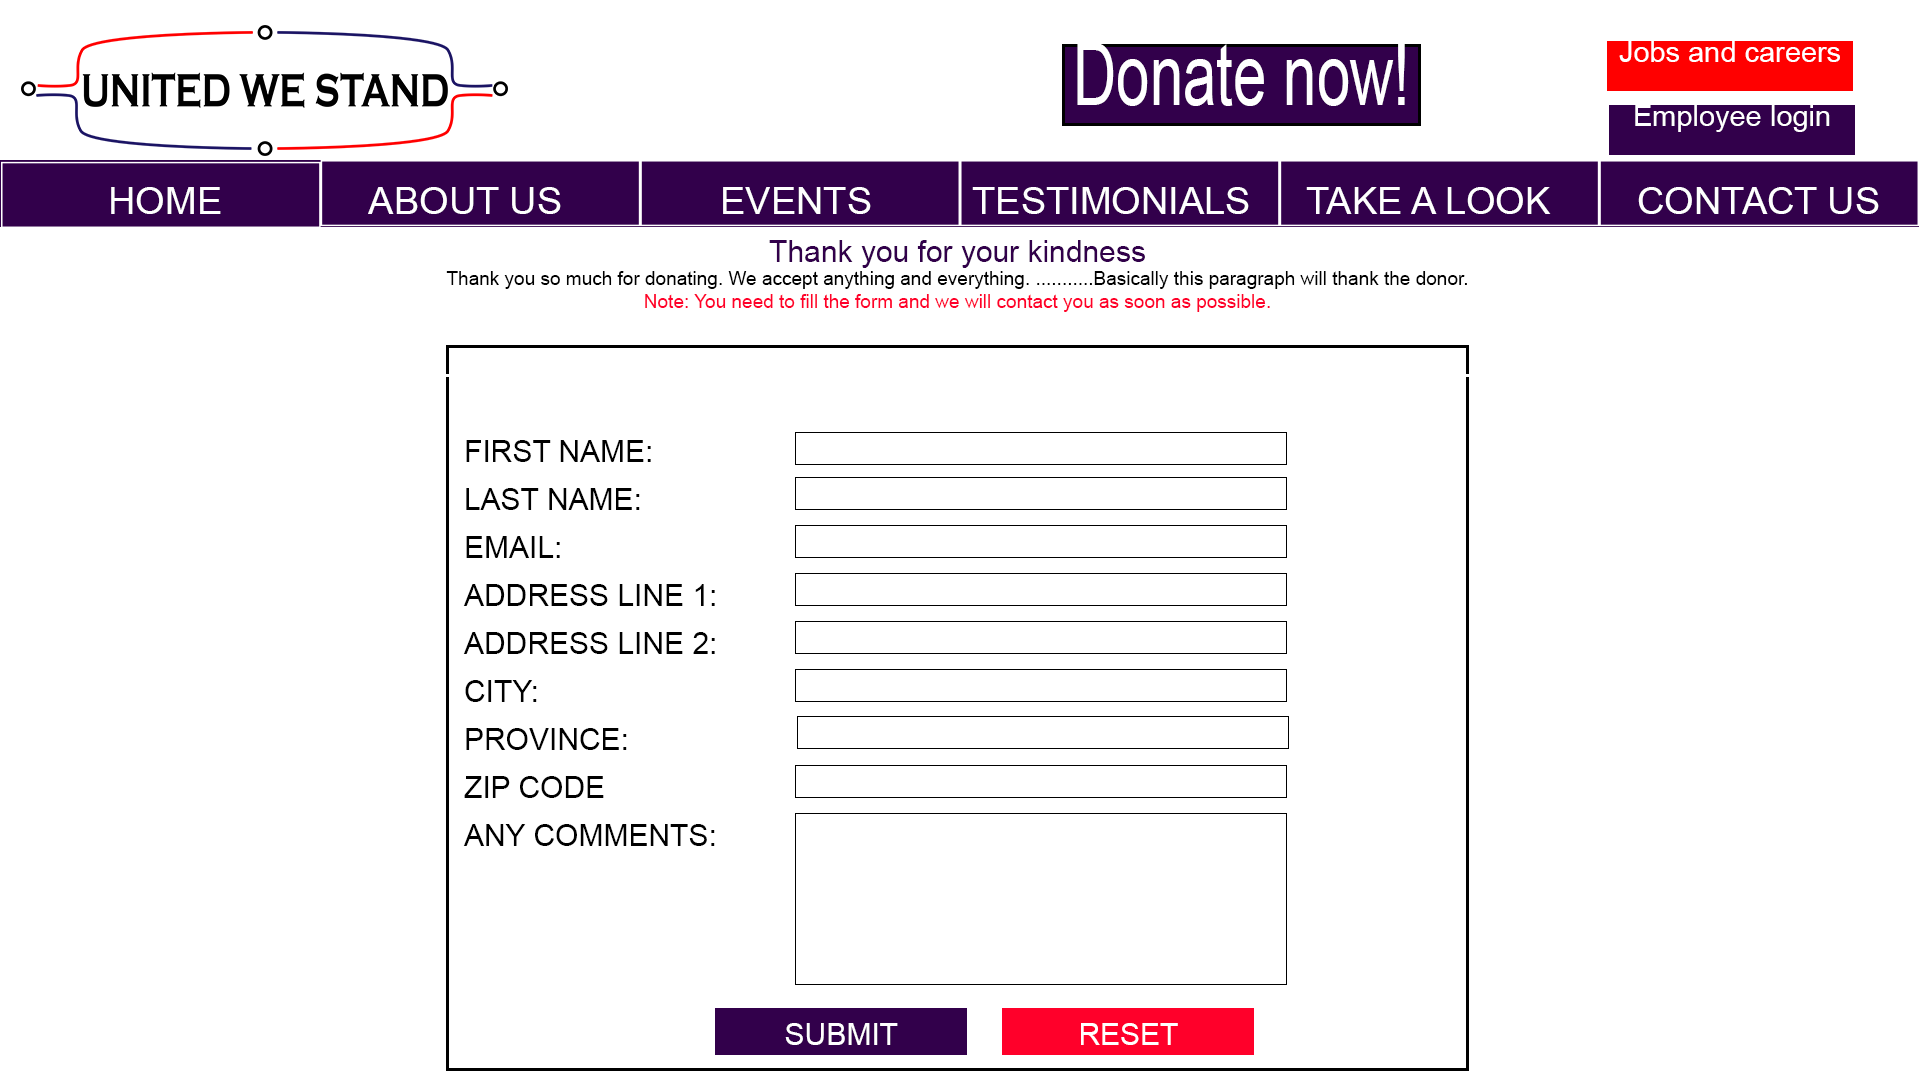 UNITED WE STAND
Donate now!
Jobs and careers
Employee login
HOME ABOUT US EVENTS TESTIMONIALS TAKE A LOOK CONTACT US
Thank you for your kindness
Thank you so much for donating. We accept anything and everything. ...........Basically this paragraph will thank the donor.
Note: You need to fill the form and we will contact you as soon as possible.
FIRST NAME:
LAST NAME:
EMAIL:
ADDRESS LINE 1:
ADDRESS LINE 2:
CITY:
PROVINCE:
ZIP CODE
ANY COMMENTS:
SUBMIT RESET